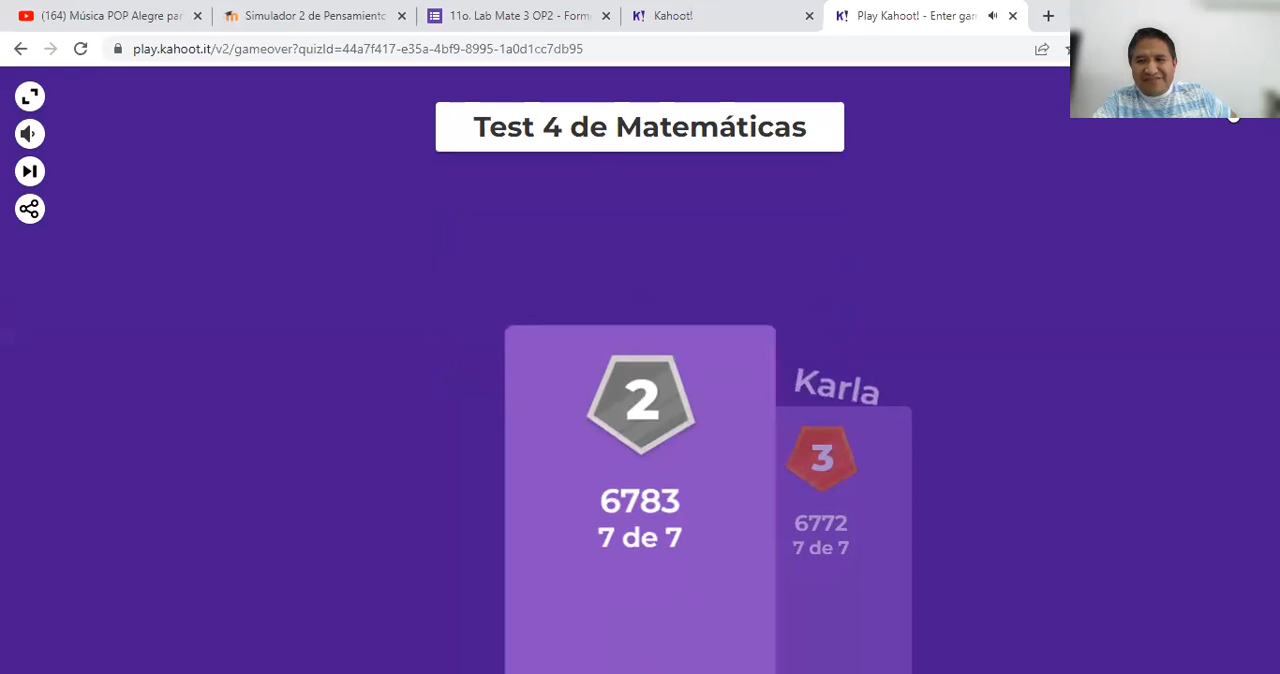 (164) Música POP Alegre par
Simulador 2 de Pensamiento
11o. Lab Mate 3 OP2 - Form
K! Kahoot!
K! Play Kahoot! - Enter gam
play.kahoot.it/v2/gameover?quizId=44a7f417-e35a-4bf9-8995-1a0d1cc7db95
Test 4 de Matemáticas
2
6783
7 de 7
Karla
3
6772
7 de 7